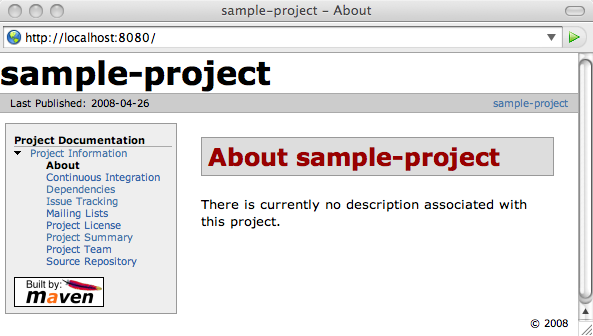 sample-project – About
http://localhost:8080/
sample-project
Last Published: 2008-04-26
sample-project
Project Documentation
Project Information
About
Continuous Integration
Dependencies
Issue Tracking
Mailing Lists
Project License
Project Summary
Project Team
Source Repository
Built by:
maven
About sample-project
There is currently no description associated with
this project.
© 2008